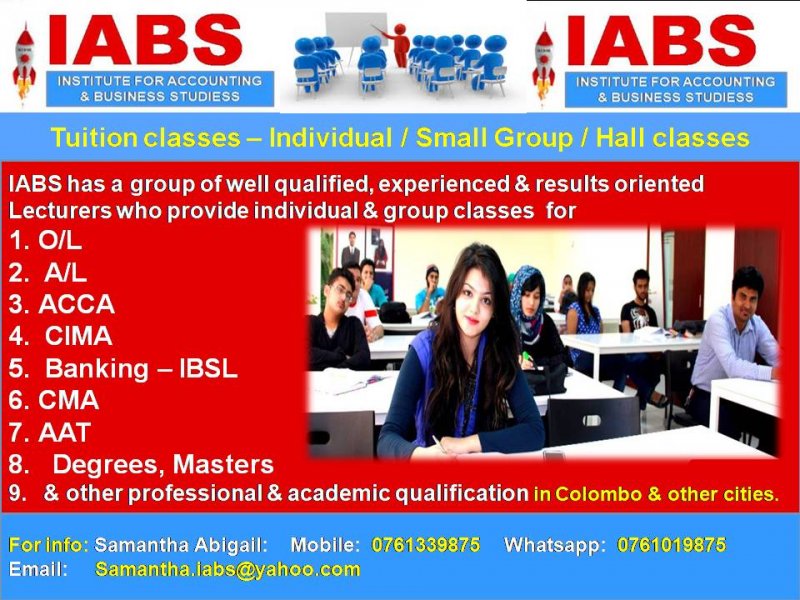 IABS
INSTITUTE FOR ACCOUNTING
& BUSINESS STUDIESS
IABS
INSTITUTE FOR ACCOUNTING
& BUSINESS STUDIESS
Tuition classes – Individual / Small Group / Hall classes
IABS has a group of well qualified, experienced & results oriented
Lecturers who provide individual & group classes for
1. O/L
2. A/L
3. ACCA
4. CIMA
5. Banking – IBSL
6. CMA
7. AAT
8. Degrees, Masters
9. & other professional & academic qualification in Colombo & other cities.
For info: Samantha Abigail: Mobile: 0761339875 Whatsapp: 0761019875
Email: Samantha.iabs@yahoo.com